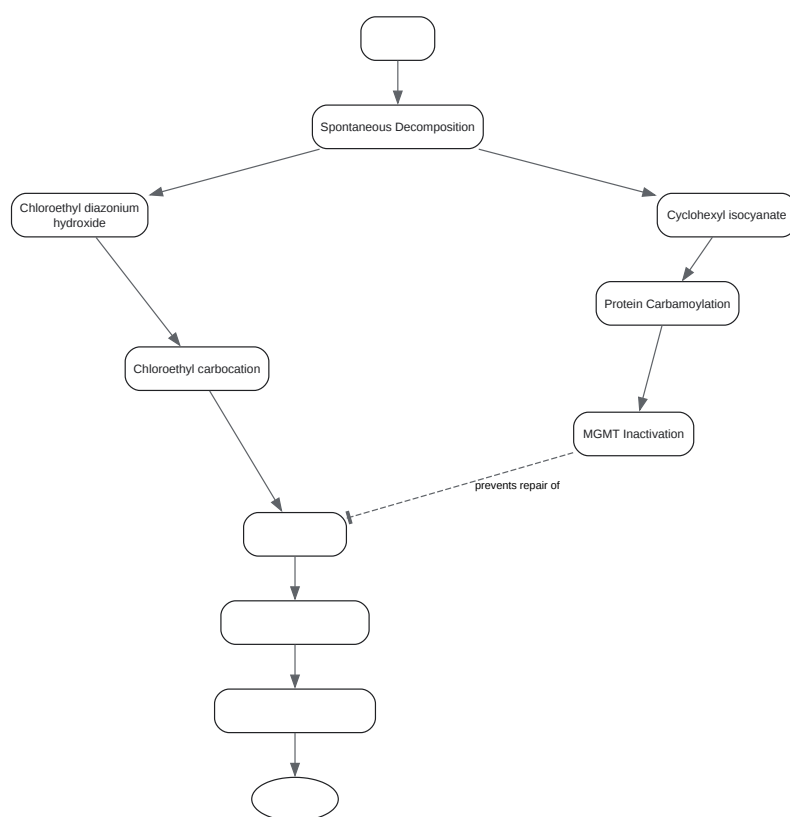 Spontaneous Decomposition
Chloroethyl diazonium
hydroxide
Cyclohexyl isocyanate
Protein Carbamoylation
Chloroethyl carbocation
MGMT Inactivation
prevents repair of